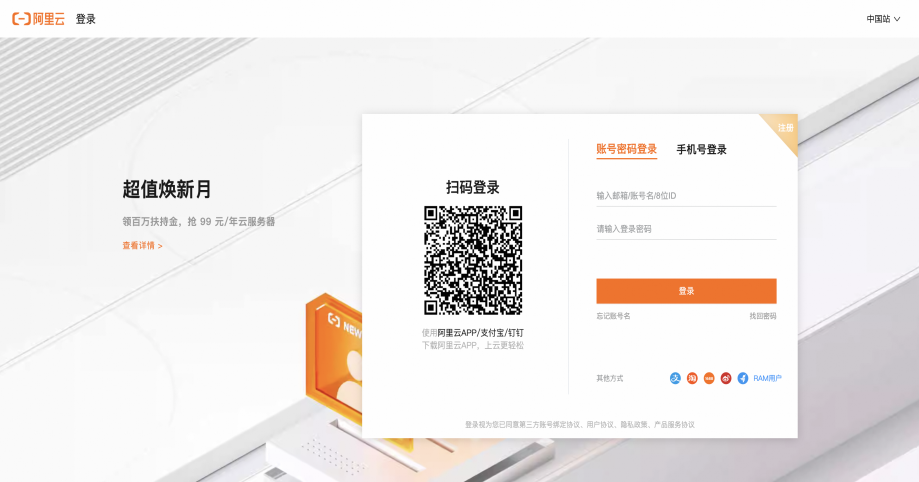 阿里云 登录
中国站
超值焕新月
领百万扶持金，抢 99 元/年云服务器
查看详情 >
NEW
扫码登录
使用阿里云APP/支付宝/钉钉
下载阿里云APP，上云更轻松
注册
账号密码登录 手机号登录
输入邮箱/账号名/8位ID
请输入登录密码
登录
忘记账号名 找回密码
其他方式
淘
RAM用户
登录视为您已同意第三方账号绑定协议、用户协议、隐私政策、产品服务协议